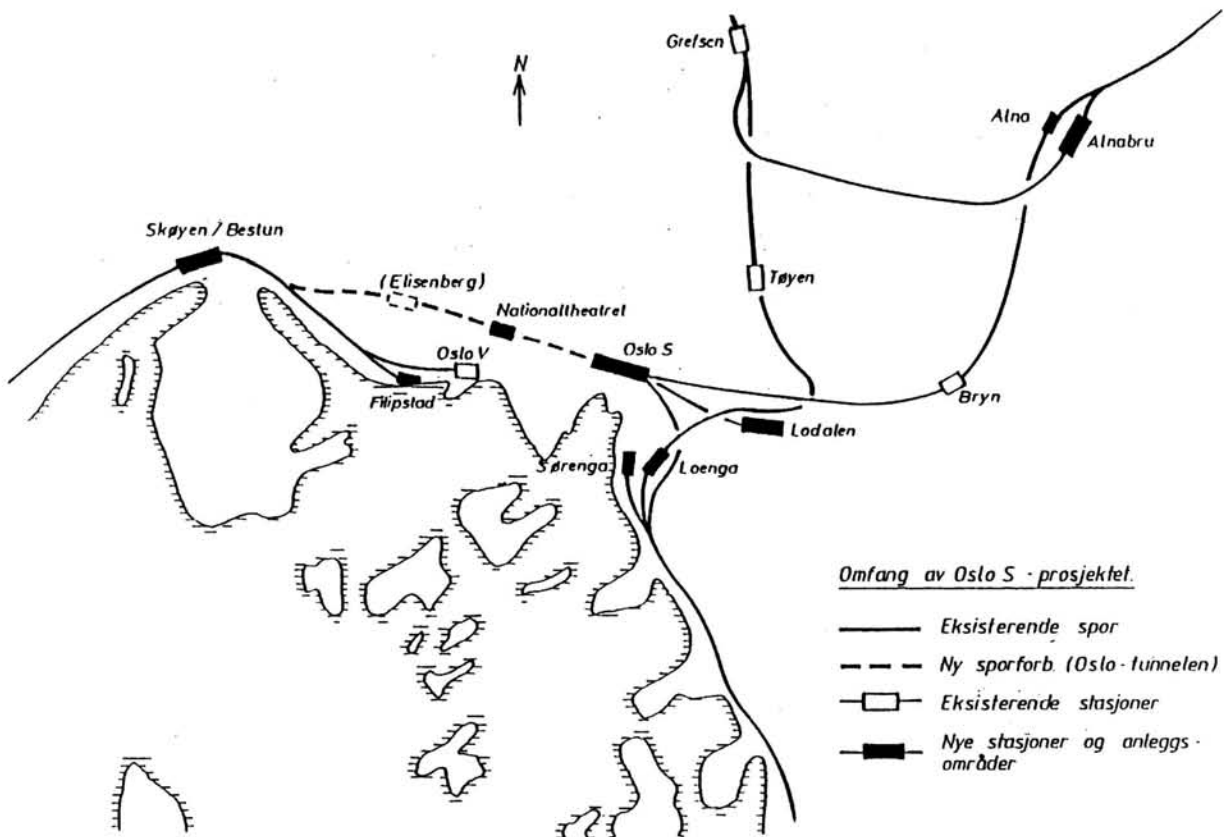 Grefsen
N
Alna
Alnabru
Skøyen / Bestun
(Elisenberg)
Tøyen
Nationaltheatret
Oslo V
Oslo S
Filipstad
Bryn
Lodalen
Sørenga
Loenga
Omfang av Oslo S - prosjektet.
Eksisterende spor
Ny sporforb. (Oslo - tunnelen)
Eksisterende stasjoner
Nye stasjoner og anleggs -
områder